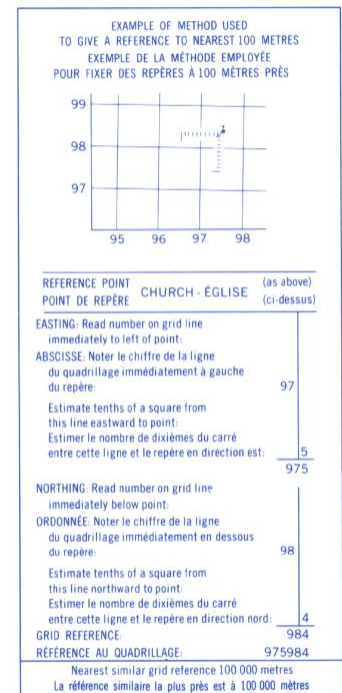 EXAMPLE OF METHOD USED
TO GIVE A REFERENCE TO NEAREST 100 METRES
EXEMPLE DE LA MÉTHODE EMPLOYÉE
POUR FIXER DES REPÈRES À 100 MÈTRES PRÈS
99
98
97
95 96 97 98
REFERENCE POINT
POINT DE REPÈRE
CHURCH - ÉGLISE
(as above)
(ci-dessus)
EASTING: Read number on grid line
immediately to left of point:
ABSCISSE: Noter le chiffre de la ligne
du quadrillage immédiatement à gauche
du repère: 97
Estimate tenths of a square from
this line eastward to point:
Estimer le nombre de dixièmes du carré
entre cette ligne et le repère en direction est: 5
975
NORTHING: Read number on grid line
immediately below point:
ORDONNÉE: Noter le chiffre de la ligne
du quadrillage immédiatement en dessous
du repère: 98
Estimate tenths of a square from
this line northward to point:
Estimer le nombre de dixièmes du carré
entre cette ligne et le repère en direction nord: 4
GRID REFERENCE: 984
RÉFÉRENCE AU QUADRILLAGE: 975984
Nearest similar grid reference 100 000 metres
La référence similaire la plus près est à 100 000 mètres